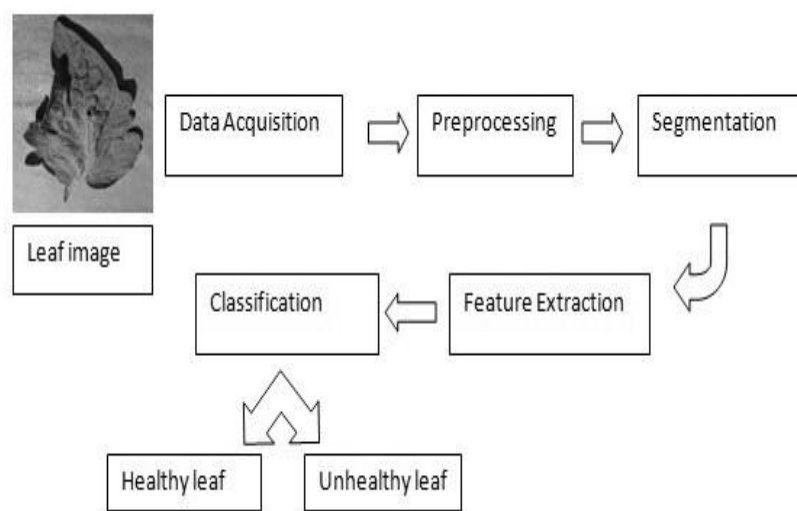 Data Acquisition
Preprocessing
Segmentation
Leaf image
Classification
Feature Extraction
Healthy leaf
Unhealthy leaf